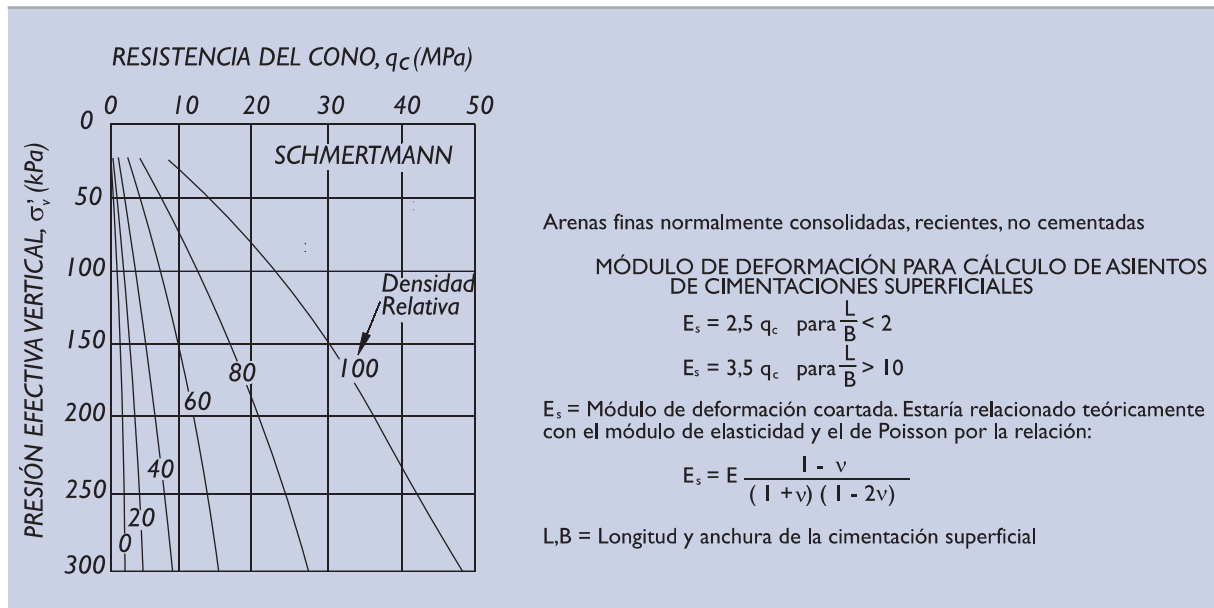 RESISTENCIA DEL CONO, qc (MPa)
0 10 20 30 40 50
PRESIÓN EFECTIVA VERTICAL, σ'v (kPa)
0
50
100
150
200
250
300
SCHMERTMANN
Densidad
Relativa
100
80
60
40
20
0
Arenas finas normalmente consolidadas, recientes, no cementadas
MÓDULO DE DEFORMACIÓN PARA CÁLCULO DE ASIENTOS
DE CIMENTACIONES SUPERFICIALES
Es = 2,5 qc para L/B < 2
Es = 3,5 qc para L/B > 10
Es = Módulo de deformación coartada. Estaría relacionado teóricamente
con el módulo de elasticidad y el de Poisson por la relación:
Es = E (1 - ν) / ((1 + ν) (1 - 2ν))
L,B = Longitud y anchura de la cimentación superficial